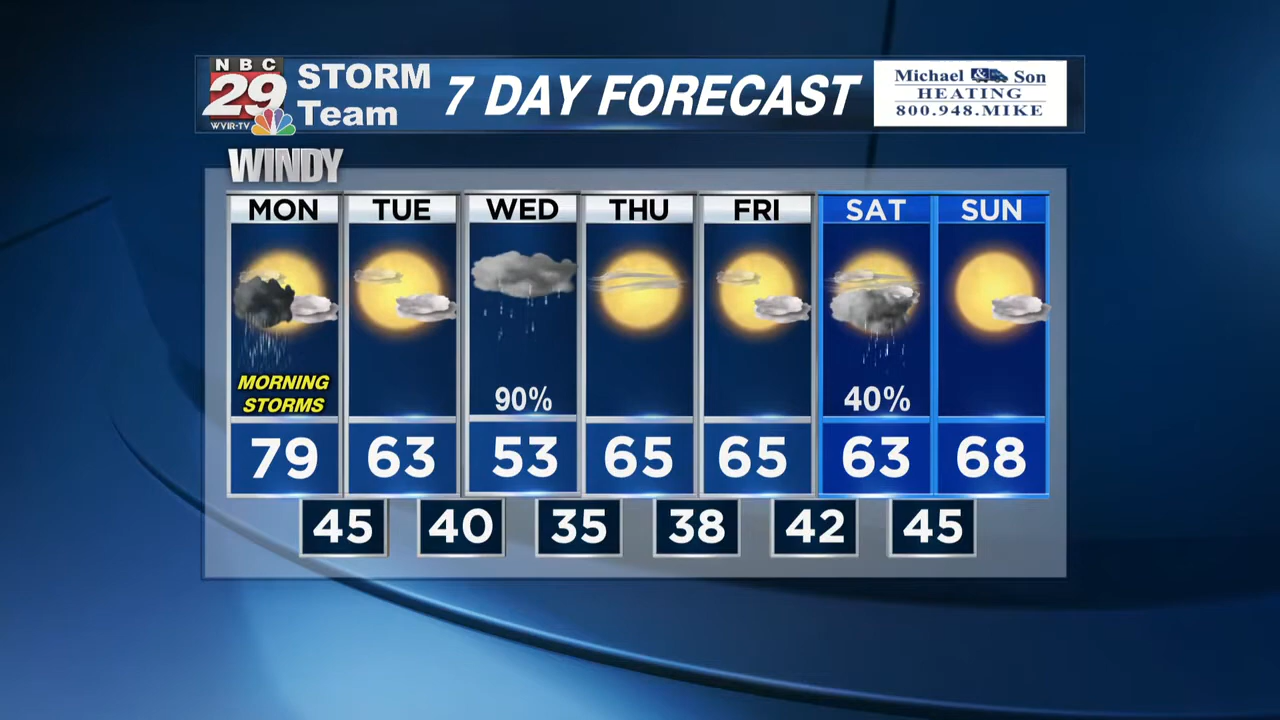 NBC
29
WVIR-TV
STORM
Team
7 DAY FORECAST
Michael & Son
HEATING
800.948.MIKE
WINDY
MON TUE WED THU FRI SAT SUN
MORNING
STORMS
90% 40%
79 63 53 65 65 63 68
45 40 35 38 42 45